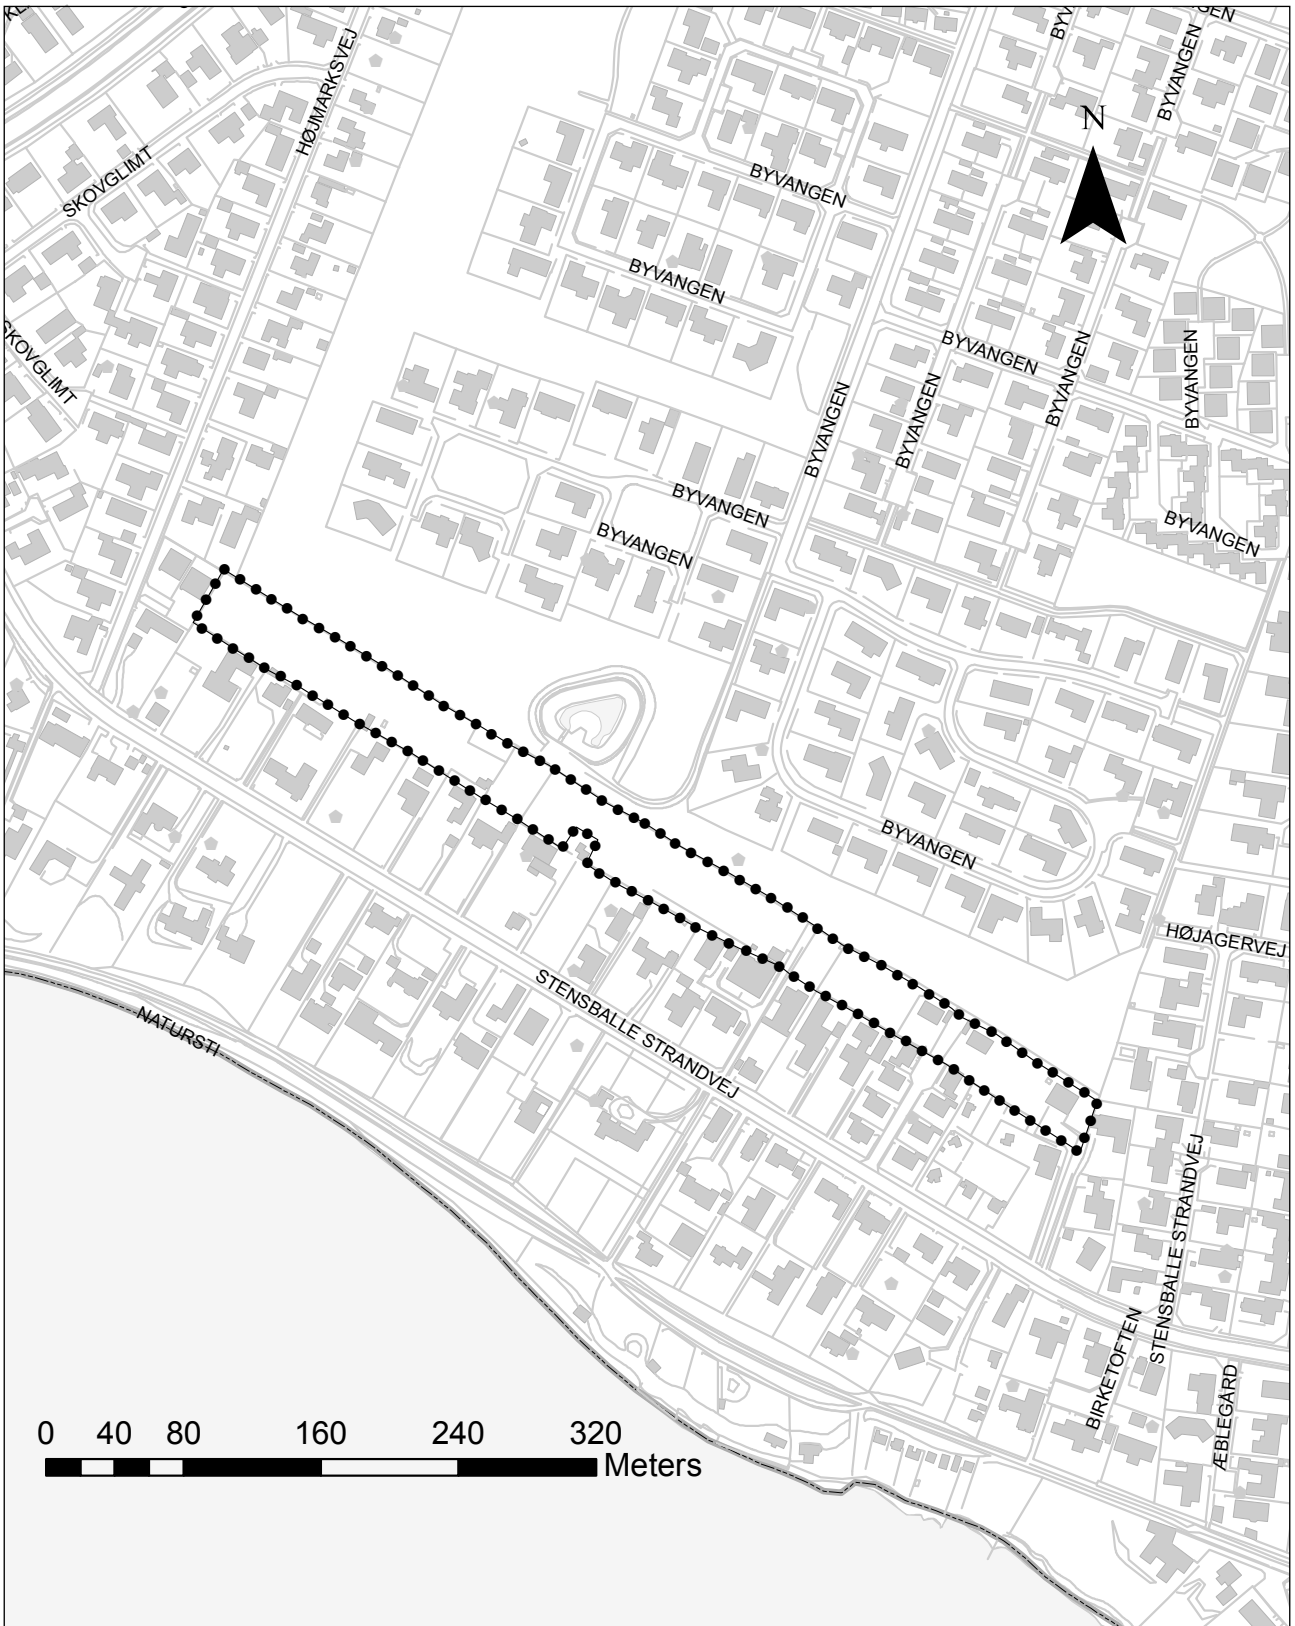 HØJMARKSVEJ
BYVANGEN
N
SKOVGLIMT
BYVANGEN
BYVANGEN
SKOVGLIMT
BYVANGEN
BYVANGEN
BYVANGEN
BYVANGEN
BYVANGEN
BYVANGEN
BYVANGEN
BYVANGEN
BYVANGEN
HØJAGERVEJ
STENSBALLE STRANDVEJ
NATURSTI
STENSBALLE STRANDVEJ
BIRKETOFTEN
ÆBLEGÅRD
0 40 80 160 240 320
Meters